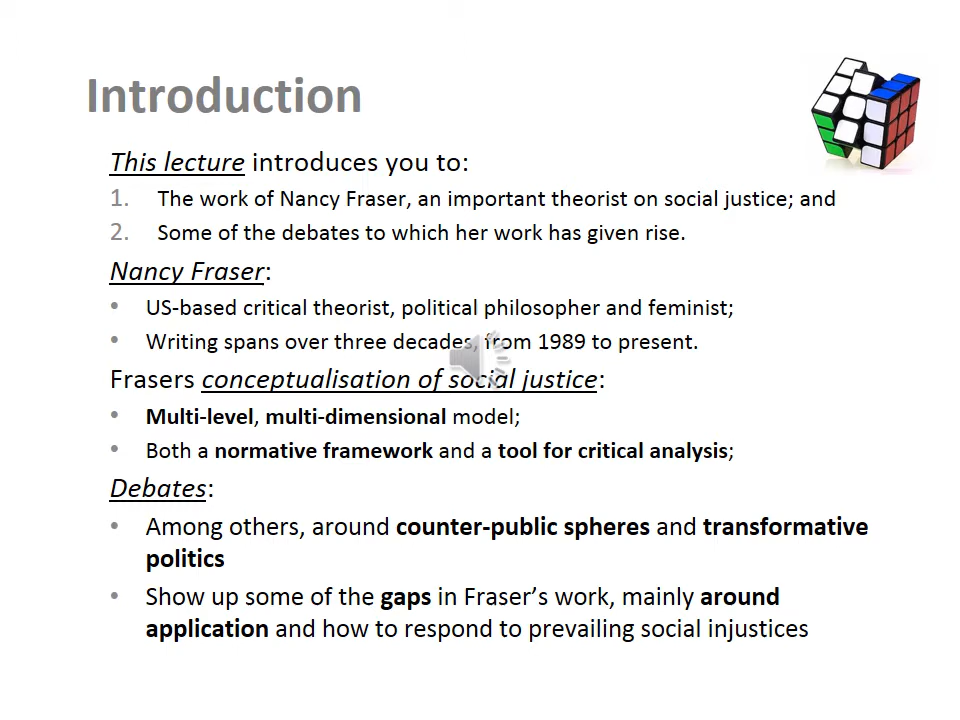 Introduction
This lecture introduces you to:
1. The work of Nancy Fraser, an important theorist on social justice; and
2. Some of the debates to which her work has given rise.
Nancy Fraser:
• US-based critical theorist, political philosopher and feminist;
• Writing spans over three decades, from 1989 to present.
Frasers conceptualisation of social justice:
• Multi-level, multi-dimensional model;
• Both a normative framework and a tool for critical analysis;
Debates:
• Among others, around counter-public spheres and transformative
politics
• Show up some of the gaps in Fraser’s work, mainly around
application and how to respond to prevailing social injustices